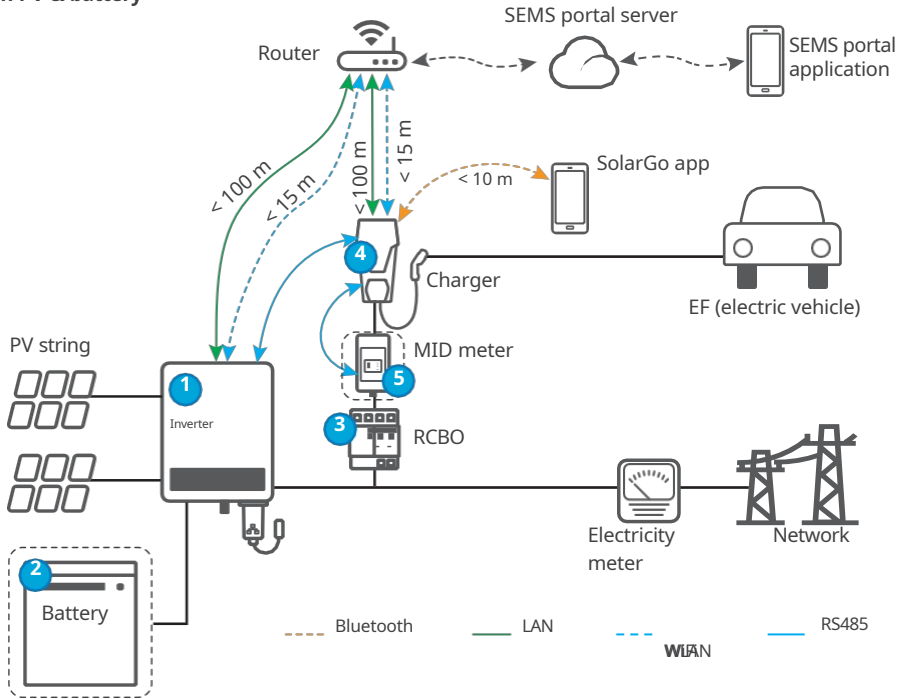 SEMS portal server
Router
SEMS portal
application
< 100 m
< 15 m
< 100 m
< 15 m
< 10 m
SolarGo app
4
Charger
EF (electric vehicle)
PV string
MID meter
1
5
Inverter
3
RCBO
Electricity
meter
Network
2
Battery
Bluetooth
LAN
RS485